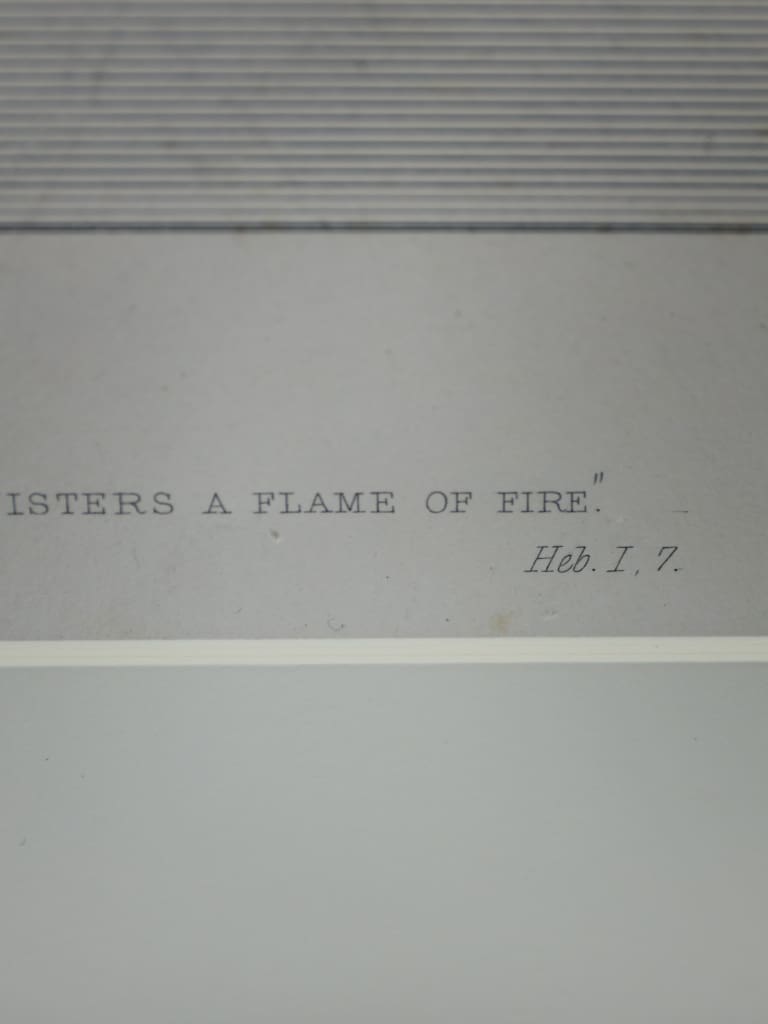 ISTERS A FLAME OF FIRE."
Heb. I, 7.